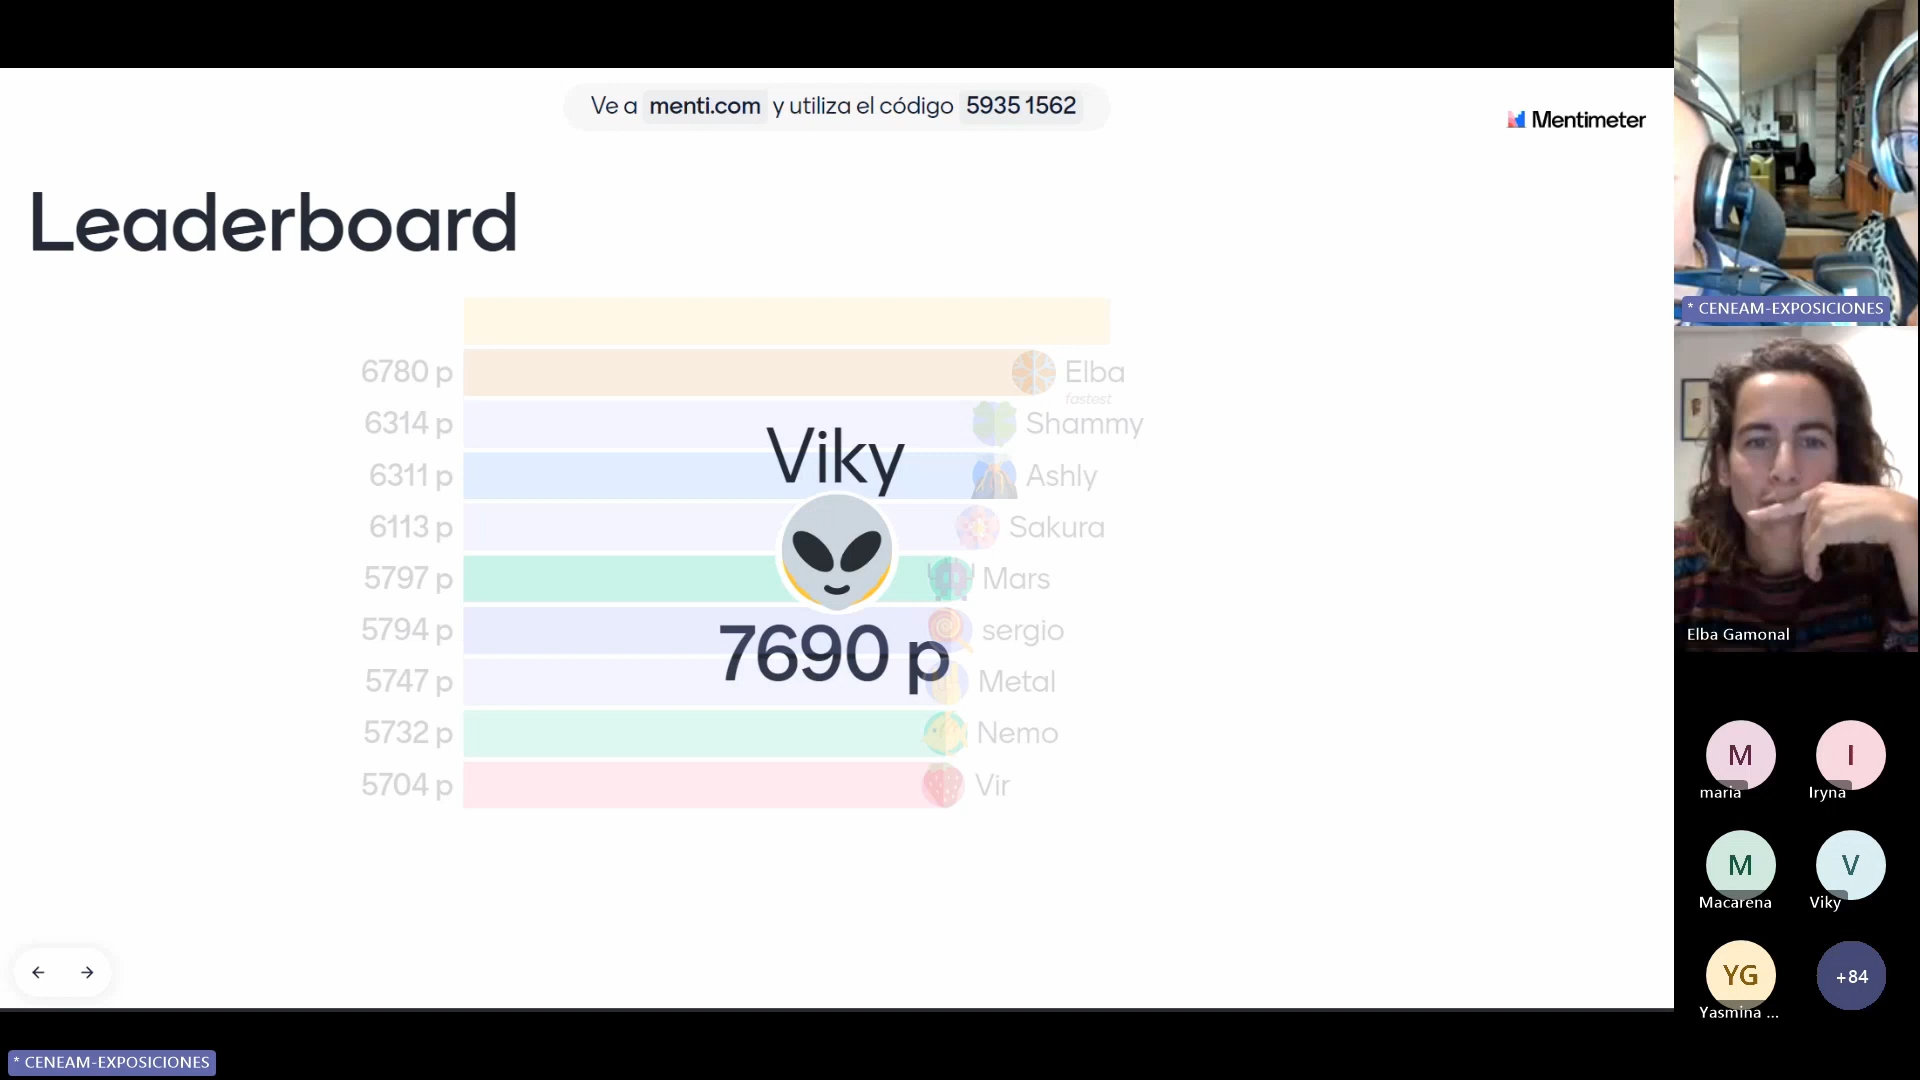 Ve a menti.com y utiliza el código 5935 1562
Mentimeter
Leaderboard
6780 p Elba
fastest
6314 p Shammy
6311 p Ashly
6113 p Sakura
5797 p Mars
5794 p sergio
5747 p Metal
5732 p Nemo
5704 p Vir
Viky
7690 p
* CENEAM-EXPOSICIONES
Elba Gamonal
M I
maria Iryna
M V
Macarena Viky
YG +84
Yasmina ...
* CENEAM-EXPOSICIONES